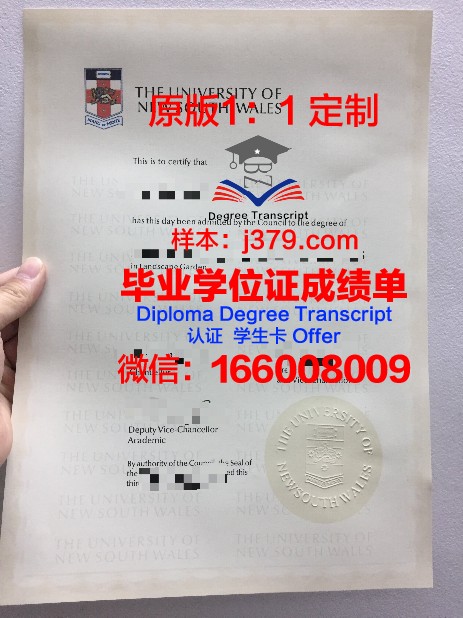 THE UNIVERSITY OF
NEW SOUTH WALES
原版1：1 定制
This is to certify that
BZ
Degree Transcript
has this day been admitted by the Council to the degree of
样本：j379.com
in Landscape Garden
毕业学位证成绩单
Diploma Degree Transcript
认证 学生卡 Offer
微信：166008009
Deputy Vice-Chancellor
Academic
By authority of the Council, the Seal of
the
ed this
THE UNIVERSITY OF
NEW SOUTH WALES